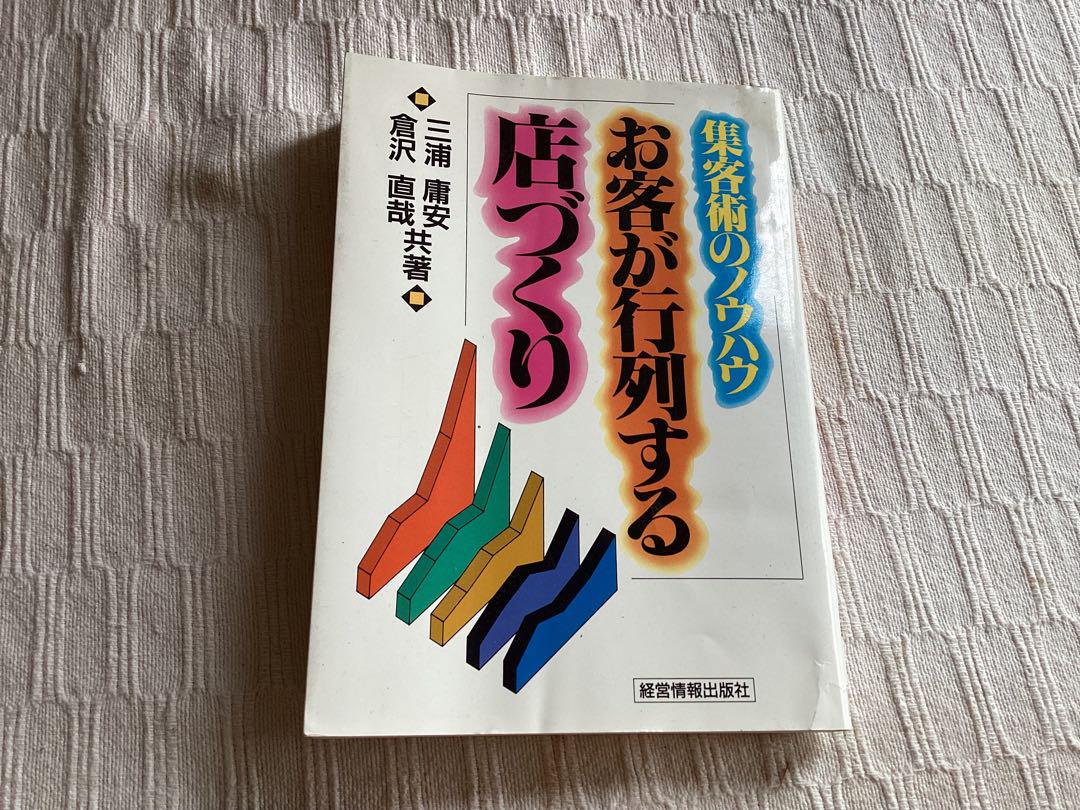 集客術のノウハウ
お客が行列する
店づくり
三浦 庸安
倉沢 直哉
共著
経営情報出版社